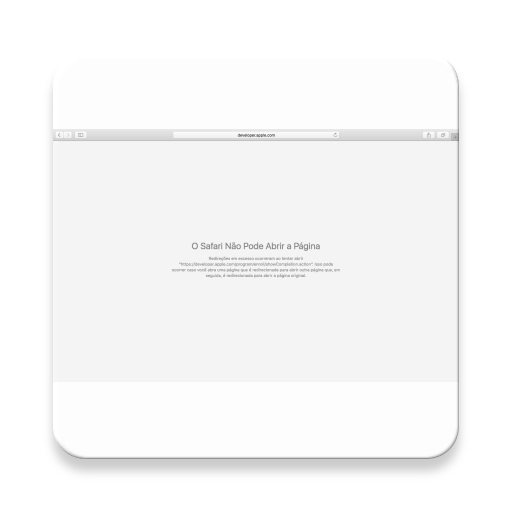 developer.apple.com
O Safari Não Pode Abrir a Página
Redireções em excesso ocorreram ao tentar abrir
"https://developer.apple.com/program/enroll/showCompletion.action". Isso pode
ocorrer caso você abra uma página que é redirecionada para abrir outra página que, em
seguida, é redirecionada para abrir a página original.